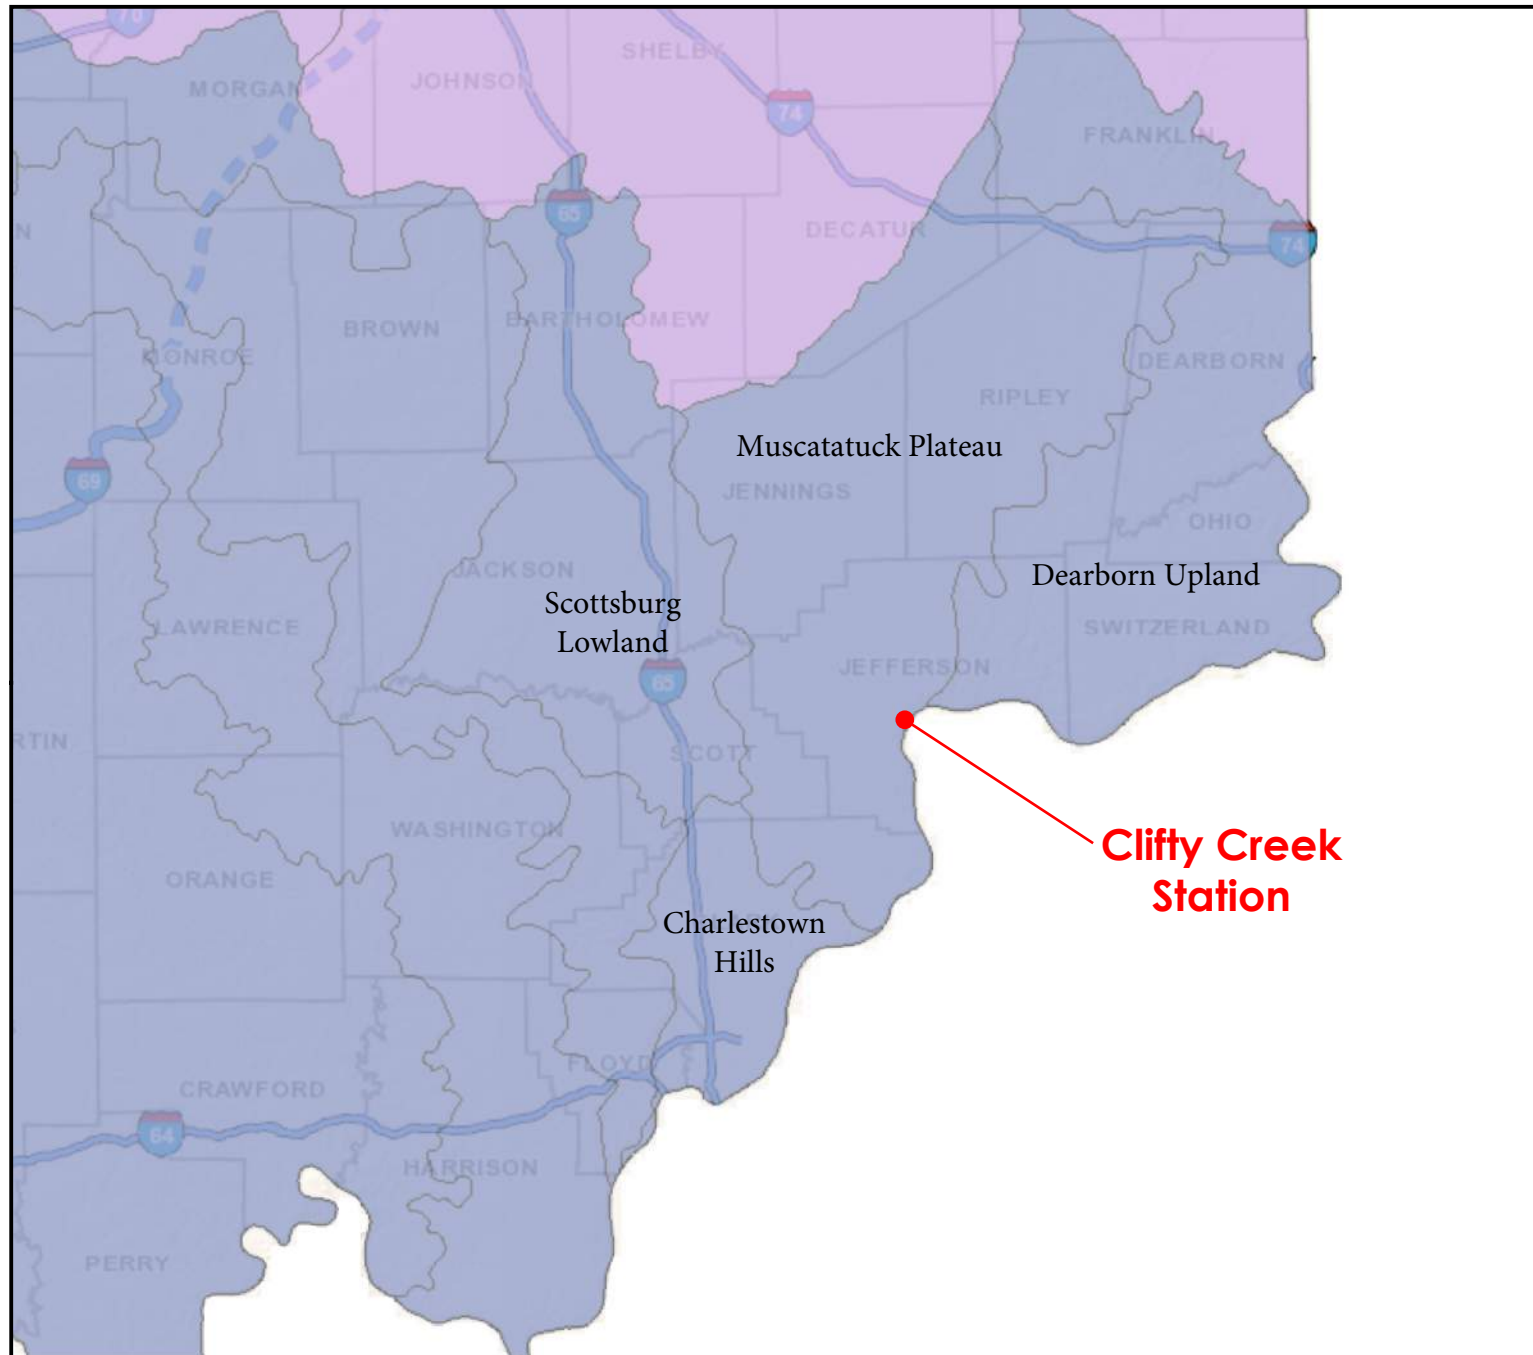 70
SHELBY
MORGAN
JOHNSON
74
FRANKLIN
65
N
DECATUR
74
BROWN
BARTHOLOMEW
MONROE
DEARBORN
RIPLEY
Muscatatuck Plateau
69
JENNINGS
OHIO
JACKSON
Dearborn Upland
Scottsburg
Lowland
LAWRENCE
SWITZERLAND
JEFFERSON
65
RTIN
SCOTT
WASHINGTON
Clifty Creek
Station
ORANGE
Charlestown
Hills
FLOYD
CRAWFORD
64
HARRISON
PERRY